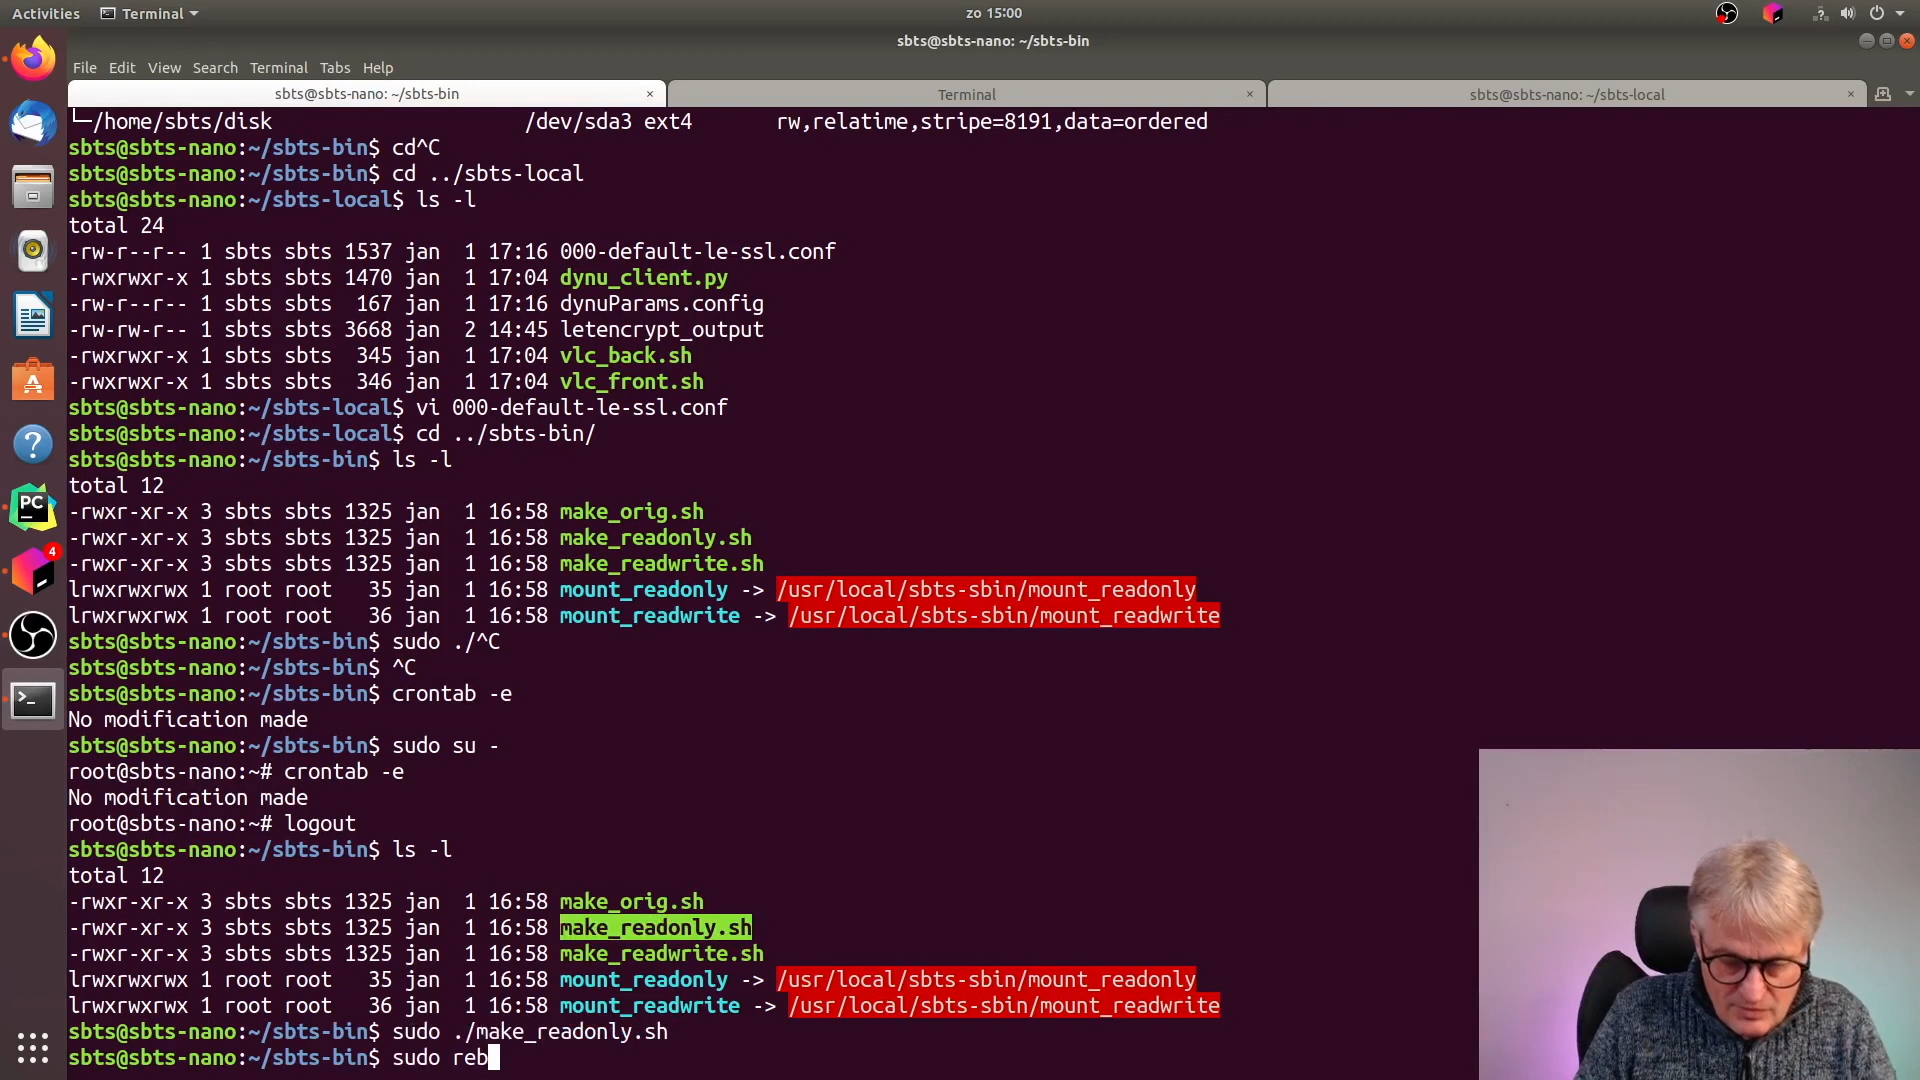 Activities Terminal zo 15:00
sbts@sbts-nano: ~/sbts-bin
File Edit View Search Terminal Tabs Help
sbts@sbts-nano: ~/sbts-bin × Terminal × sbts@sbts-nano: ~/sbts-local ×
└─/home/sbts/disk /dev/sda3 ext4 rw,relatime,stripe=8191,data=ordered
sbts@sbts-nano:~/sbts-bin$ cd^C
sbts@sbts-nano:~/sbts-bin$ cd ../sbts-local
sbts@sbts-nano:~/sbts-local$ ls -l
total 24
-rw-r--r-- 1 sbts sbts 1537 jan 1 17:16 000-default-le-ssl.conf
-rwxrwxr-x 1 sbts sbts 1470 jan 1 17:04 dynu_client.py
-rw-r--r-- 1 sbts sbts 167 jan 1 17:16 dynuParams.config
-rw-rw-r-- 1 sbts sbts 3668 jan 2 14:45 letencrypt_output
-rwxrwxr-x 1 sbts sbts 345 jan 1 17:04 vlc_back.sh
-rwxrwxr-x 1 sbts sbts 346 jan 1 17:04 vlc_front.sh
sbts@sbts-nano:~/sbts-local$ vi 000-default-le-ssl.conf
sbts@sbts-nano:~/sbts-local$ cd ../sbts-bin/
sbts@sbts-nano:~/sbts-bin$ ls -l
total 12
-rwxr-xr-x 3 sbts sbts 1325 jan 1 16:58 make_orig.sh
-rwxr-xr-x 3 sbts sbts 1325 jan 1 16:58 make_readonly.sh
-rwxr-xr-x 3 sbts sbts 1325 jan 1 16:58 make_readwrite.sh
lrwxrwxrwx 1 root root 35 jan 1 16:58 mount_readonly -> /usr/local/sbts-sbin/mount_readonly
lrwxrwxrwx 1 root root 36 jan 1 16:58 mount_readwrite -> /usr/local/sbts-sbin/mount_readwrite
sbts@sbts-nano:~/sbts-bin$ sudo ./^C
sbts@sbts-nano:~/sbts-bin$ ^C
sbts@sbts-nano:~/sbts-bin$ crontab -e
No modification made
sbts@sbts-nano:~/sbts-bin$ sudo su -
root@sbts-nano:~# crontab -e
No modification made
root@sbts-nano:~# logout
sbts@sbts-nano:~/sbts-bin$ ls -l
total 12
-rwxr-xr-x 3 sbts sbts 1325 jan 1 16:58 make_orig.sh
-rwxr-xr-x 3 sbts sbts 1325 jan 1 16:58 make_readonly.sh
-rwxr-xr-x 3 sbts sbts 1325 jan 1 16:58 make_readwrite.sh
lrwxrwxrwx 1 root root 35 jan 1 16:58 mount_readonly -> /usr/local/sbts-sbin/mount_readonly
lrwxrwxrwx 1 root root 36 jan 1 16:58 mount_readwrite -> /usr/local/sbts-sbin/mount_readwrite
sbts@sbts-nano:~/sbts-bin$ sudo ./make_readonly.sh
sbts@sbts-nano:~/sbts-bin$ sudo reb
PC
4